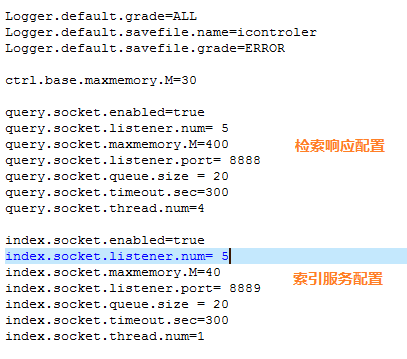 Logger.default.grade=ALL
Logger.default.savefile.name=icontroler
Logger.default.savefile.grade=ERROR
ctrl.base.maxmemory.M=30
query.socket.enabled=true
query.socket.listener.num= 5
query.socket.maxmemory.M=400
检索响应配置
query.socket.listener.port= 8888
query.socket.queue.size = 20
query.socket.timeout.sec=300
query.socket.thread.num=4
index.socket.enabled=true
index.socket.listener.num= 5
index.socket.maxmemory.M=40
索引服务配置
index.socket.listener.port= 8889
index.socket.queue.size = 20
index.socket.timeout.sec=300
index.socket.thread.num=1